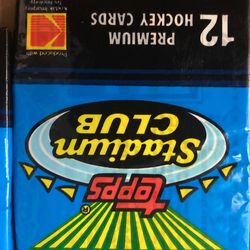 topps®
Stadium
CLUB
12 PREMIUM
HOCKEY CARDS